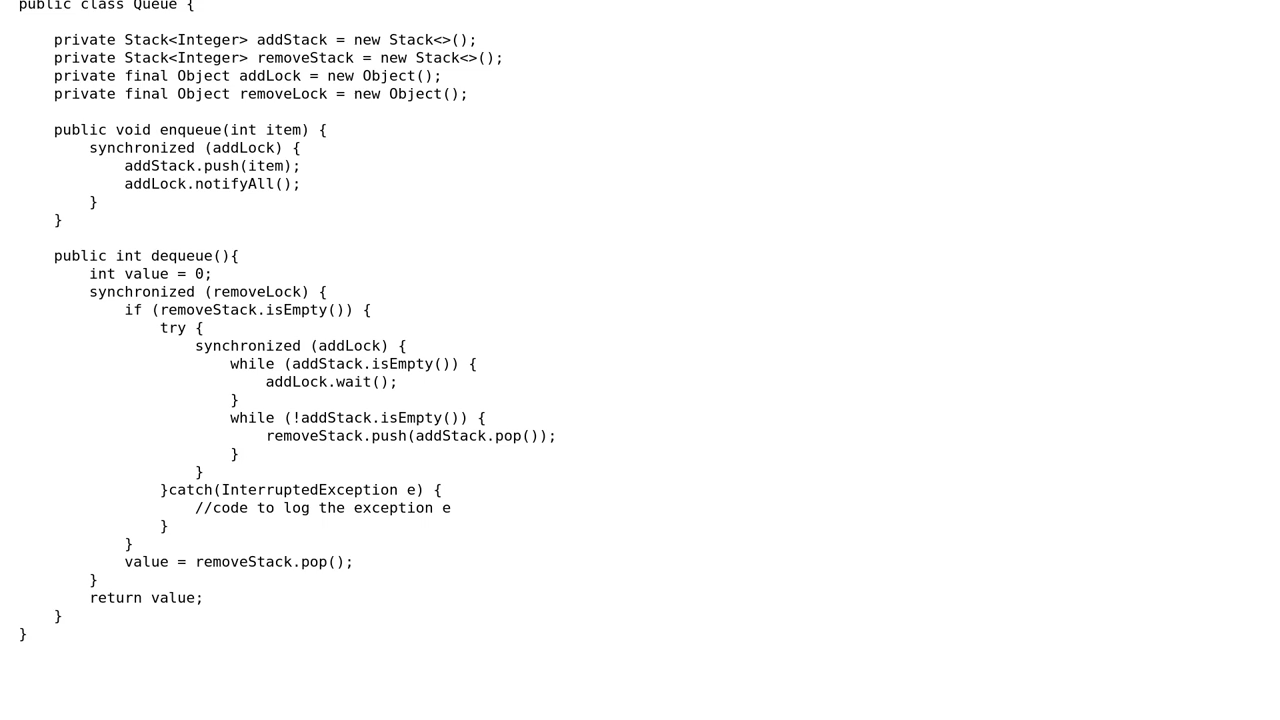 public class Queue {
    private Stack<Integer> addStack = new Stack<>();
    private Stack<Integer> removeStack = new Stack<>();
    private final Object addLock = new Object();
    private final Object removeLock = new Object();
    public void enqueue(int item) {
        synchronized (addLock) {
            addStack.push(item);
            addLock.notifyAll();
        }
    }
    public int dequeue(){
        int value = 0;
        synchronized (removeLock) {
            if (removeStack.isEmpty()) {
                try {
                    synchronized (addLock) {
                        while (addStack.isEmpty()) {
                            addLock.wait();
                        }
                        while (!addStack.isEmpty()) {
                            removeStack.push(addStack.pop());
                        }
                    }
                }catch(InterruptedException e) {
                    //code to log the exception e
                }
            }
            value = removeStack.pop();
        }
        return value;
    }
}